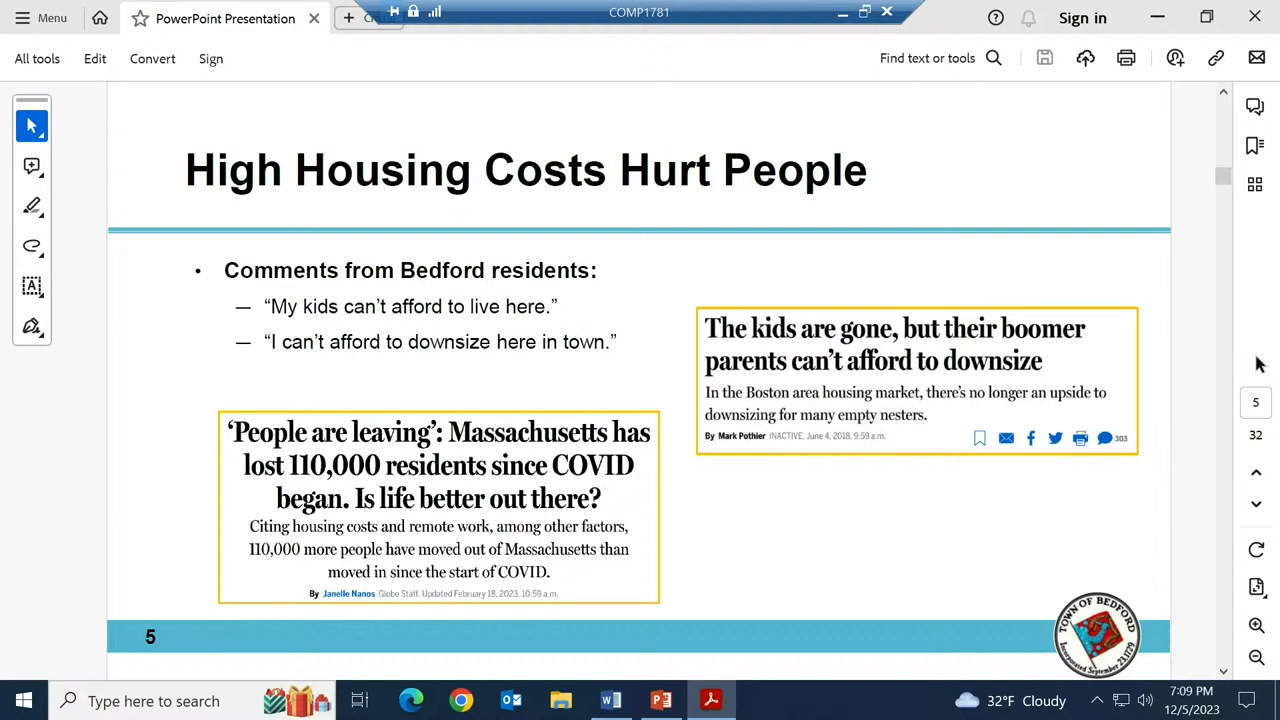 Menu
PowerPoint Presentation
COMP1781
Sign in
All tools
Edit
Convert
Sign
Find text or tools
High Housing Costs Hurt People
• Comments from Bedford residents:
— “My kids can’t afford to live here.”
— “I can’t afford to downsize here in town.”
The kids are gone, but their boomer
parents can’t afford to downsize
In the Boston area housing market, there’s no longer an upside to
downsizing for many empty nesters.
By Mark Pothier INACTIVE, June 4, 2018, 9:59 a.m.
303
‘People are leaving’: Massachusetts has
lost 110,000 residents since COVID
began. Is life better out there?
Citing housing costs and remote work, among other factors,
110,000 more people have moved out of Massachusetts than
moved in since the start of COVID.
By Janelle Nanos Globe Staff, Updated February 18, 2023, 10:59 a.m.
5
32
5
TOWN OF BEDFORD
Type here to search
32°F Cloudy
7:09 PM
12/5/2023